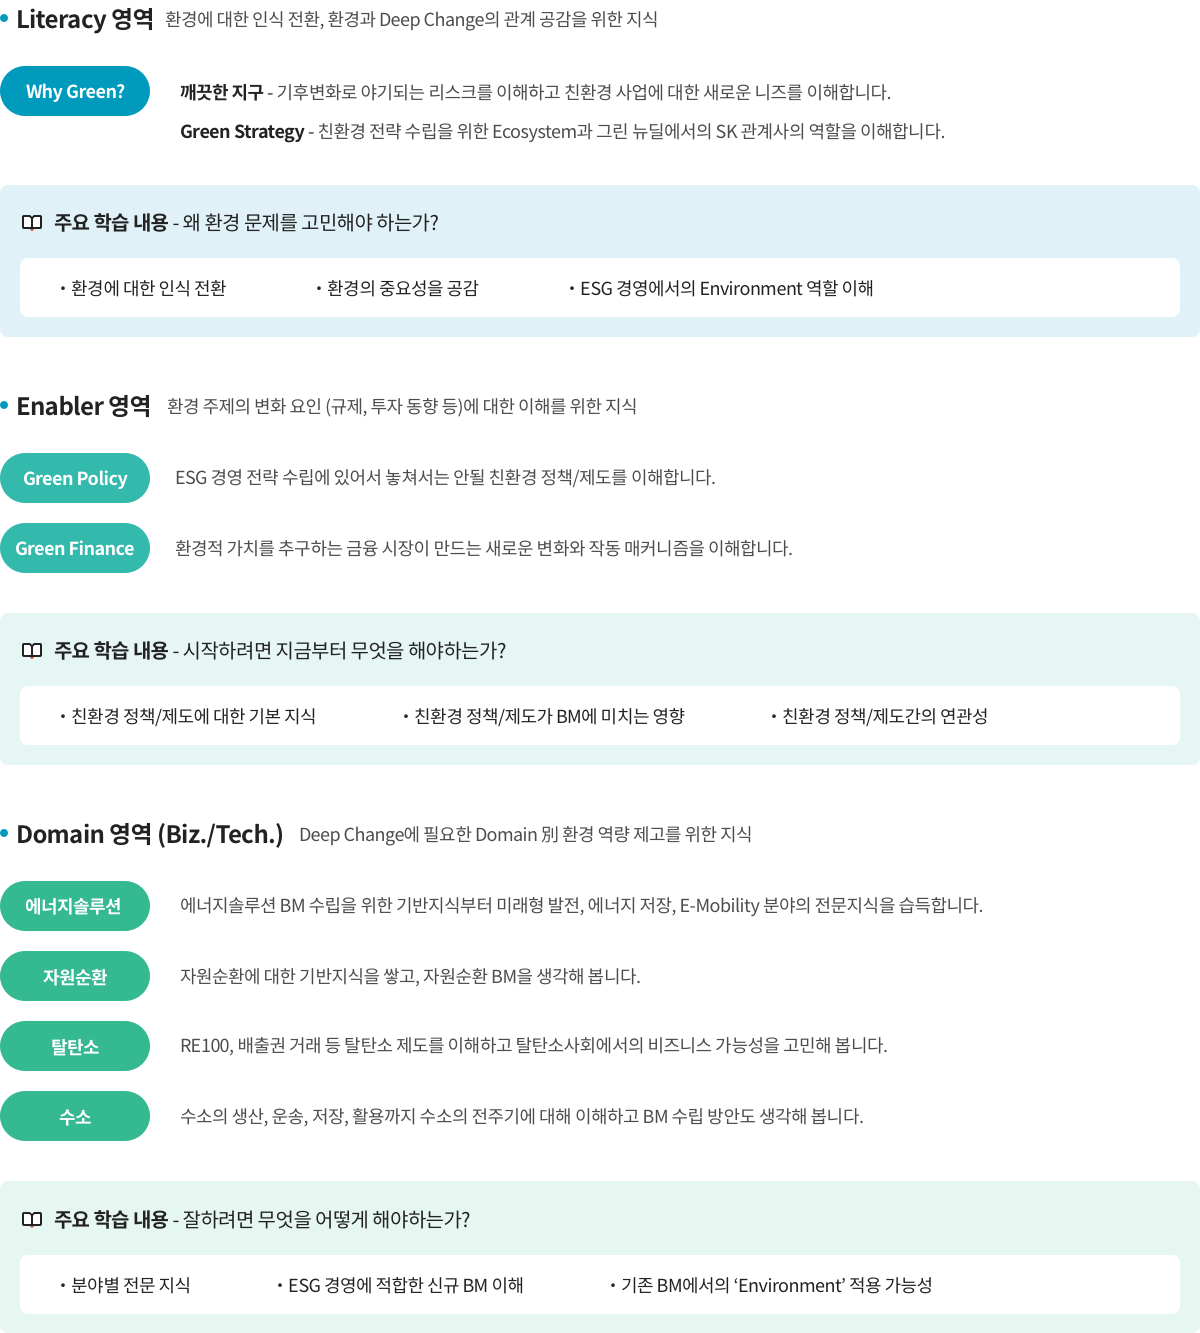 Literacy 영역 환경에 대한 인식 전환, 환경과 Deep Change의 관계 공감을 위한 지식
Why Green?
깨끗한 지구 - 기후변화로 야기되는 리스크를 이해하고 친환경 사업에 대한 새로운 니즈를 이해합니다.
Green Strategy - 친환경 전략 수립을 위한 Ecosystem과 그린 뉴딜에서의 SK 관계사의 역할을 이해합니다.
주요 학습 내용 - 왜 환경 문제를 고민해야 하는가?
· 환경에 대한 인식 전환 · 환경의 중요성을 공감 · ESG 경영에서의 Environment 역할 이해
Enabler 영역 환경 주제의 변화 요인 (규제, 투자 동향 등)에 대한 이해를 위한 지식
Green Policy ESG 경영 전략 수립에 있어서 놓쳐서는 안될 친환경 정책/제도를 이해합니다.
Green Finance 환경적 가치를 추구하는 금융 시장이 만드는 새로운 변화와 작동 매커니즘을 이해합니다.
주요 학습 내용 - 시작하려면 지금부터 무엇을 해야하는가?
· 친환경 정책/제도에 대한 기본 지식 · 친환경 정책/제도가 BM에 미치는 영향 · 친환경 정책/제도간의 연관성
Domain 영역 (Biz./Tech.) Deep Change에 필요한 Domain 別 환경 역량 제고를 위한 지식
에너지솔루션 에너지솔루션 BM 수립을 위한 기반지식부터 미래형 발전, 에너지 저장, E-Mobility 분야의 전문지식을 습득합니다.
자원순환 자원순환에 대한 기반지식을 쌓고, 자원순환 BM을 생각해 봅니다.
탈탄소 RE100, 배출권 거래 등 탈탄소 제도를 이해하고 탈탄소사회에서의 비즈니스 가능성을 고민해 봅니다.
수소 수소의 생산, 운송, 저장, 활용까지 수소의 전주기에 대해 이해하고 BM 수립 방안도 생각해 봅니다.
주요 학습 내용 - 잘하려면 무엇을 어떻게 해야하는가?
· 분야별 전문 지식 · ESG 경영에 적합한 신규 BM 이해 · 기존 BM에서의 ‘Environment’ 적용 가능성